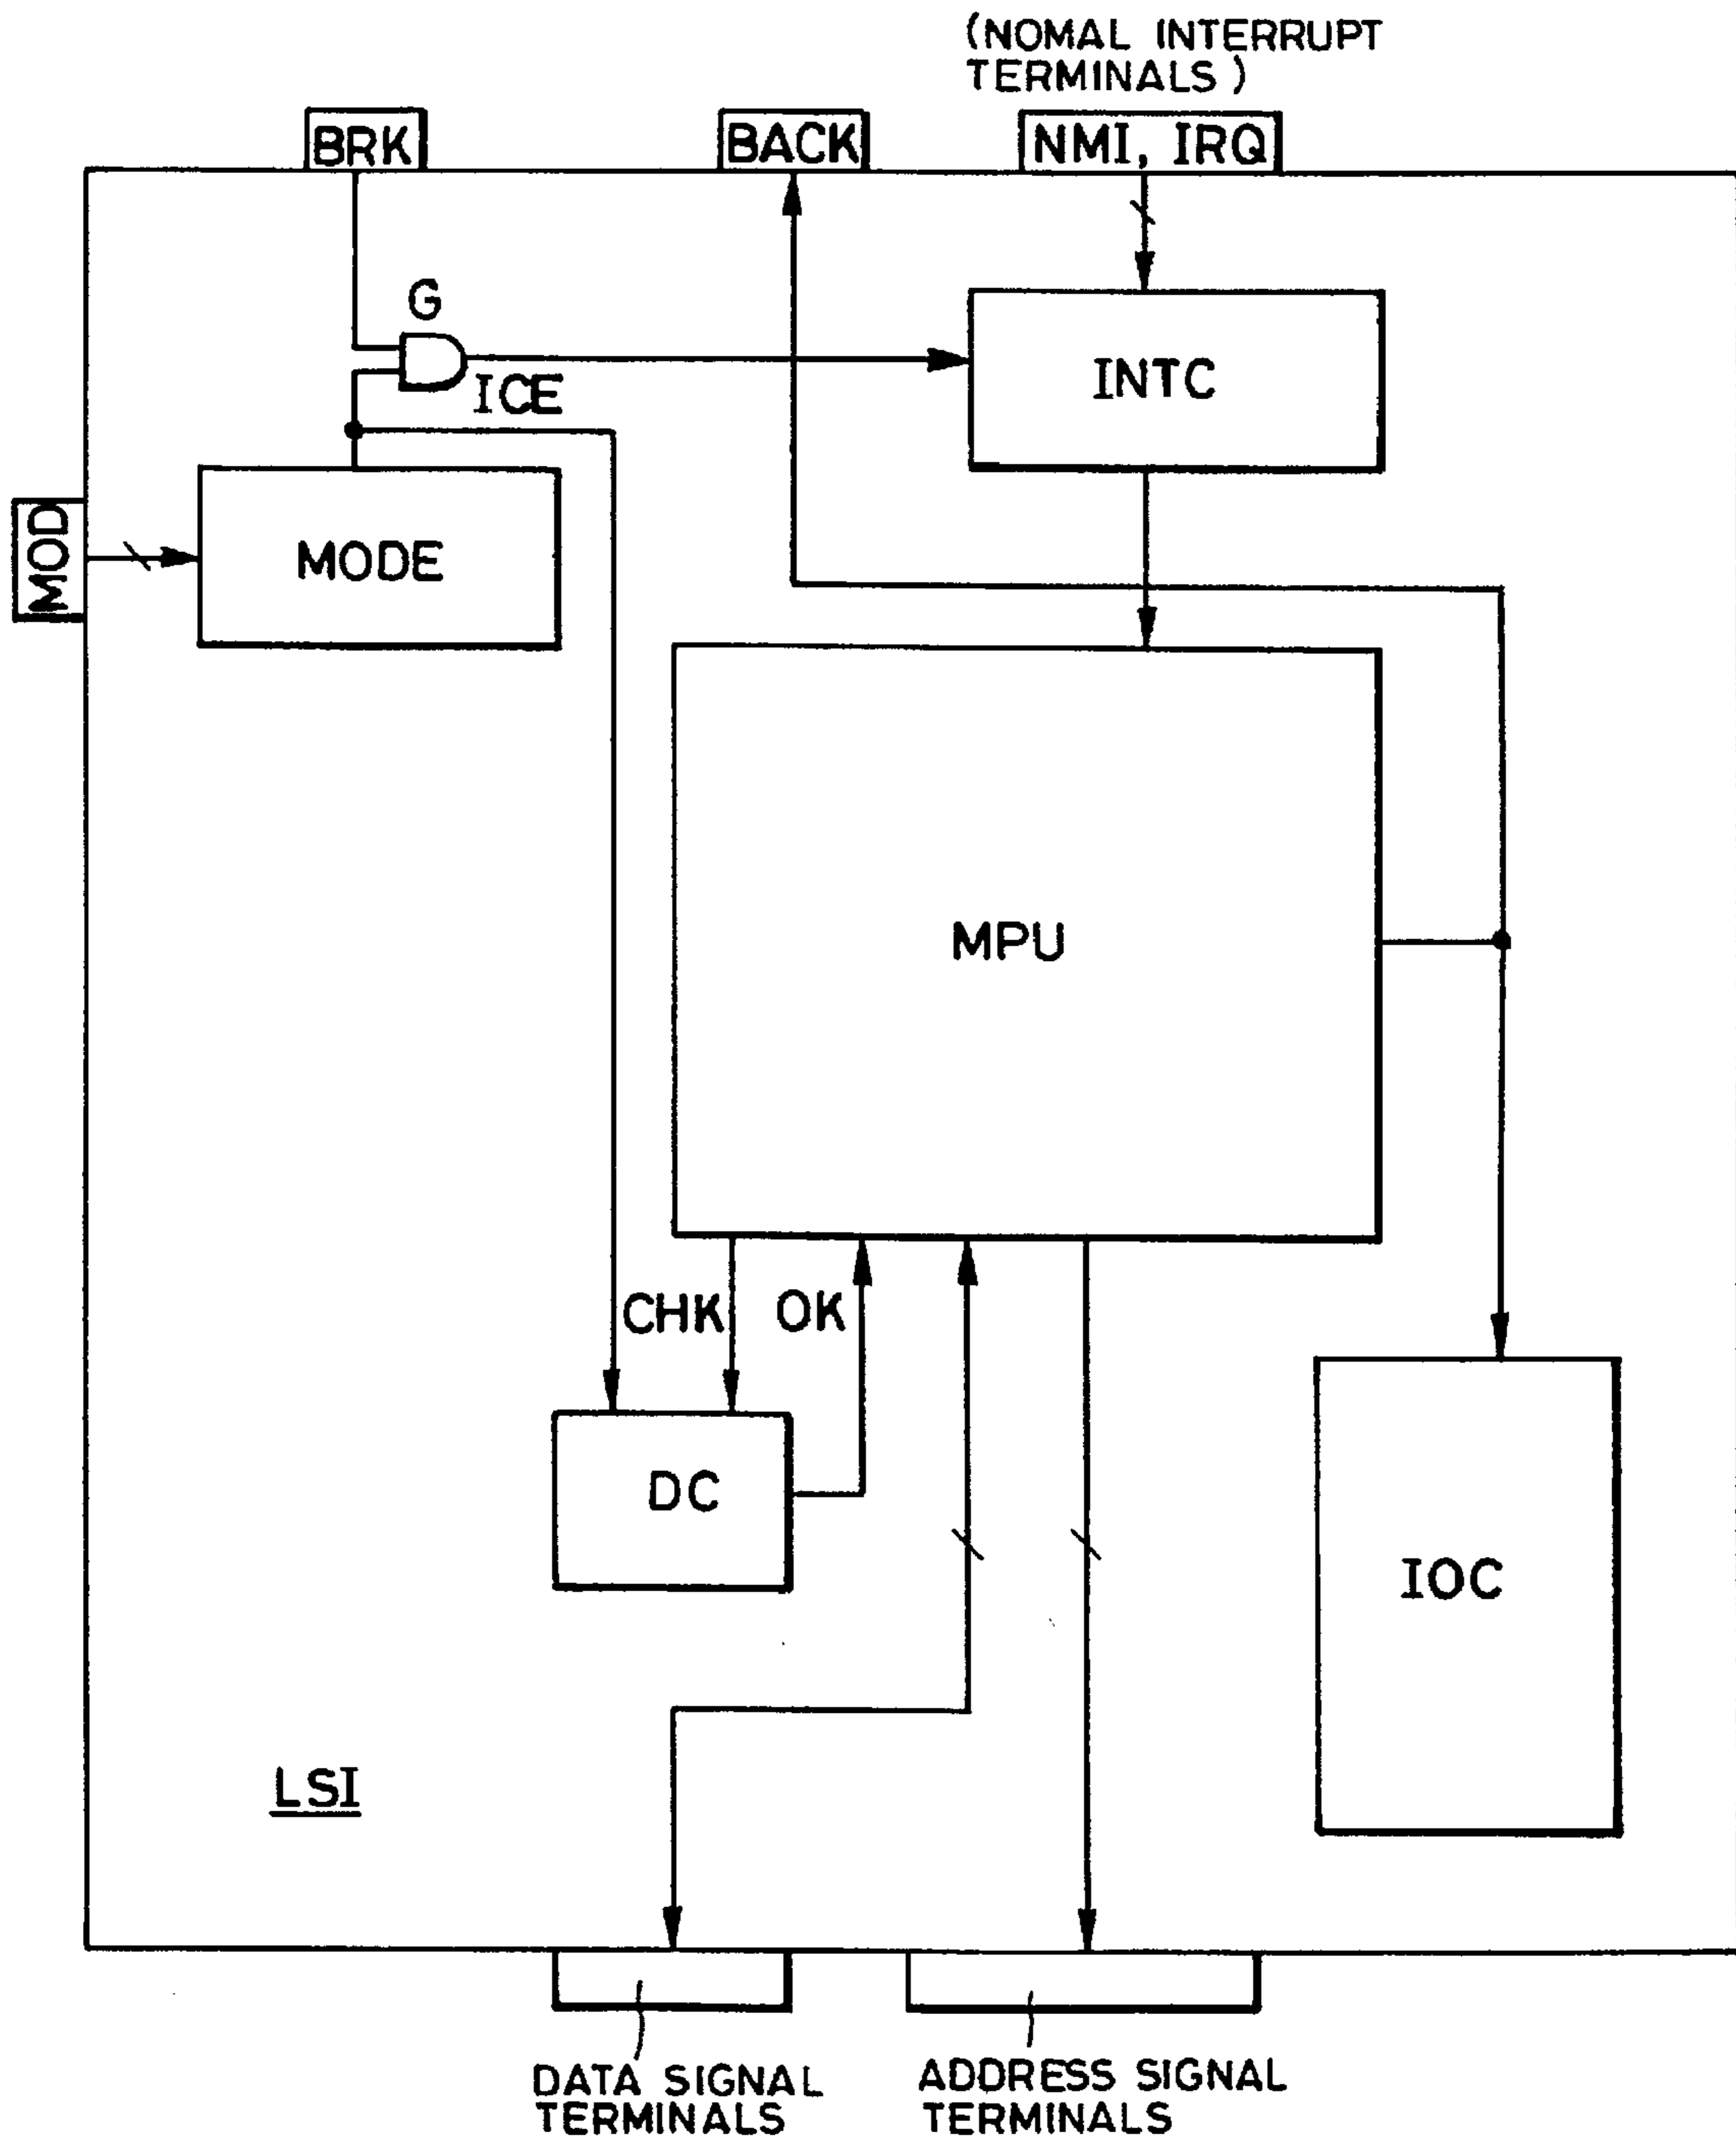 (NOMAL INTERRUPT
TERMINALS)
BRK
BACK
NMI, IRQ
G
ICE
INTC
MOD
MODE
MPU
CHK
OK
DC
IOC
LSI
DATA SIGNAL
TERMINALS
ADDRESS SIGNAL
TERMINALS